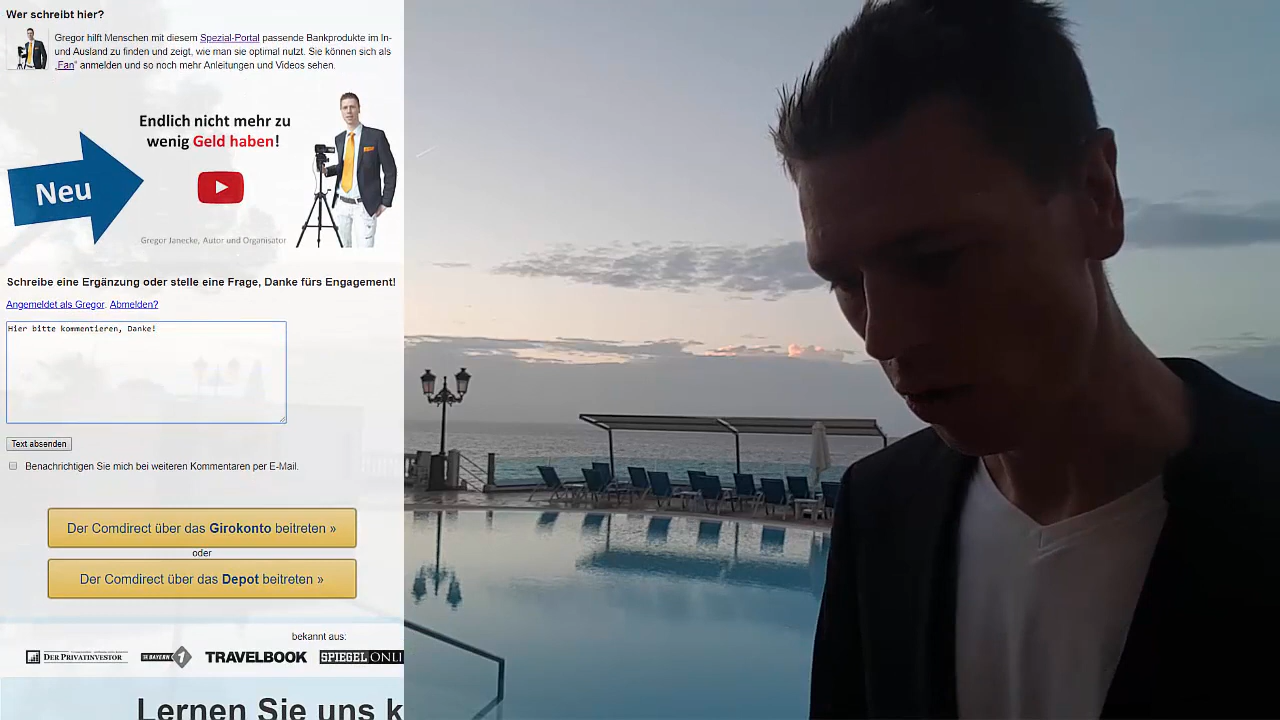 Wer schreibt hier?
Gregor hilft Menschen mit diesem Spezial-Portal passende Bankprodukte im In-
und Ausland zu finden und zeigt, wie man sie optimal nutzt. Sie können sich als
„Fan“ anmelden und so noch mehr Anleitungen und Videos sehen.
Endlich nicht mehr zu
wenig Geld haben!
Neu
Gregor Janecke, Autor und Organisator
Schreibe eine Ergänzung oder stelle eine Frage, Danke fürs Engagement!
Angemeldet als Gregor. Abmelden?
Hier bitte kommentieren, Danke!
Text absenden
Benachrichtigen Sie mich bei weiteren Kommentaren per E-Mail.
Der Comdirect über das Girokonto beitreten »
oder
Der Comdirect über das Depot beitreten »
bekannt aus:
DER PRIVATINVESTOR BAYERN 1 TRAVELBOOK SPIEGEL ONLI
Lernen Sie uns k